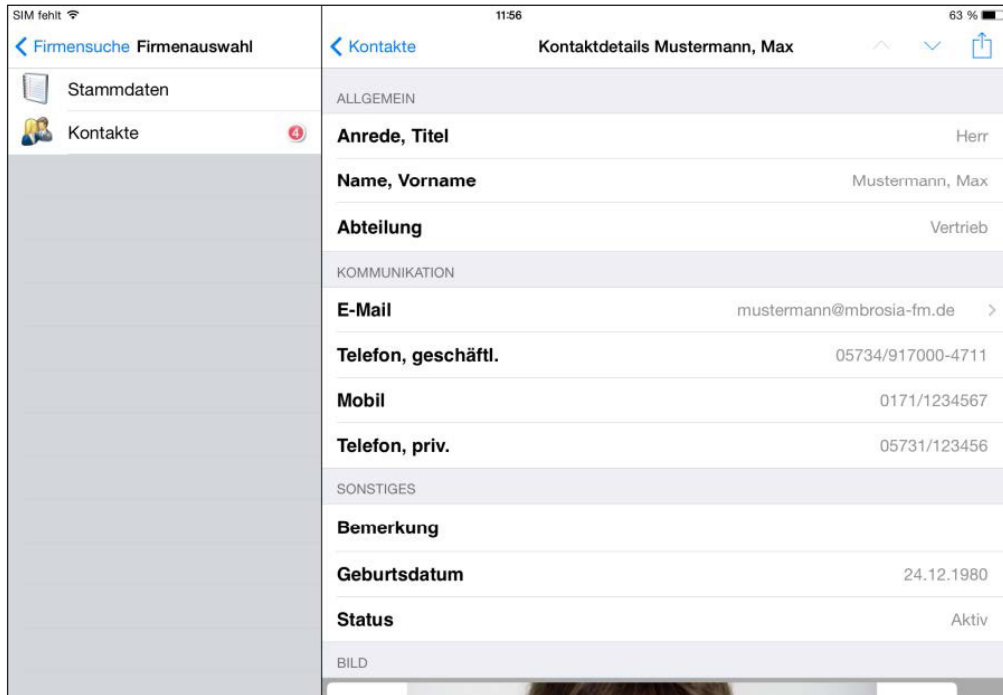 SIM fehlt 11:56 63 %
Firmensuche Firmenauswahl
Stammdaten
Kontakte 4
Kontakte Kontaktdetails Mustermann, Max
ALLGEMEIN
Anrede, Titel Herr
Name, Vorname Mustermann, Max
Abteilung Vertrieb
KOMMUNIKATION
E-Mail mustermann@mbrosia-fm.de
Telefon, geschäftl. 05734/917000-4711
Mobil 0171/1234567
Telefon, priv. 05731/123456
SONSTIGES
Bemerkung
Geburtsdatum 24.12.1980
Status Aktiv
BILD